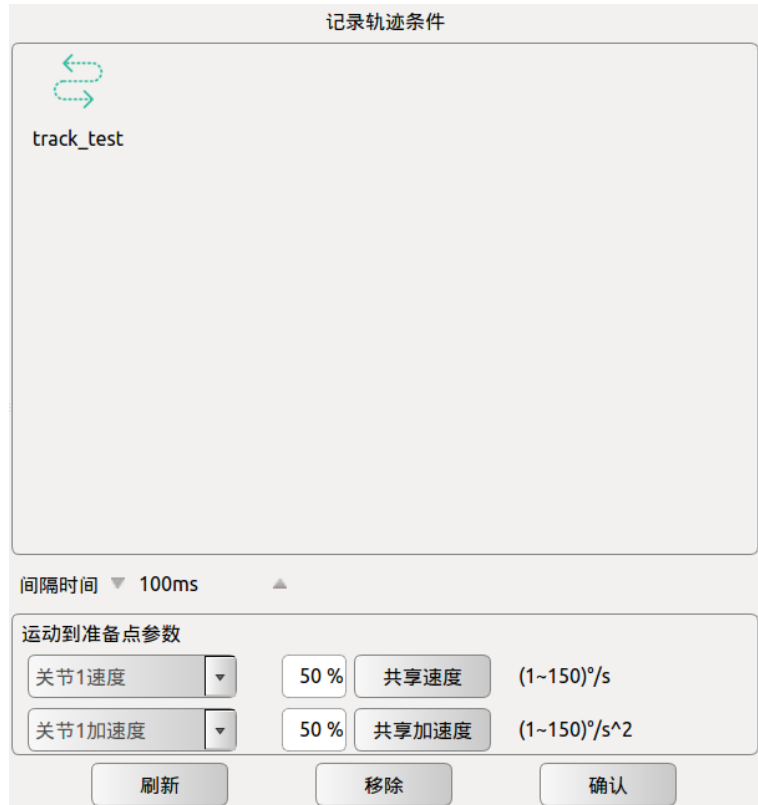 记录轨迹条件
track_test
间隔时间 100ms
运动到准备点参数
关节1速度 50 % 共享速度 (1~150)°/s
关节1加速度 50 % 共享加速度 (1~150)°/s^2
刷新 移除 确认